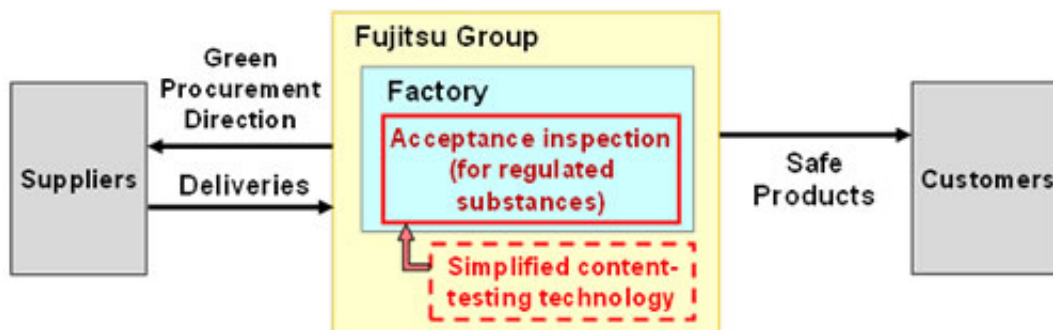 Fujitsu Group
Green
Procurement
Direction
Factory
Acceptance inspection
(for regulated
substances)
Suppliers
Deliveries
Safe
Products
Customers
Simplified content-
testing technology